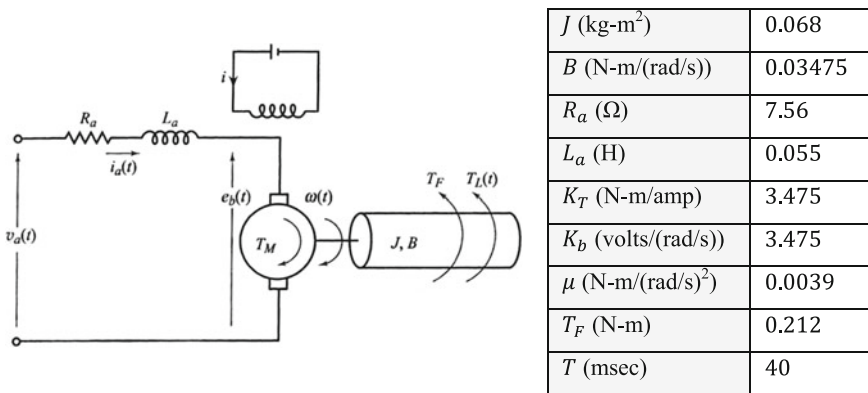 i
R_a
L_a
i_a(t)
e_b(t)
ω(t)
T_F
T_L(t)
v_a(t)
T_M
J, B
J (kg-m²) 0.068
B (N-m/(rad/s)) 0.03475
R_a (Ω) 7.56
L_a (H) 0.055
K_T (N-m/amp) 3.475
K_b (volts/(rad/s)) 3.475
μ (N-m/(rad/s)²) 0.0039
T_F (N-m) 0.212
T (msec) 40